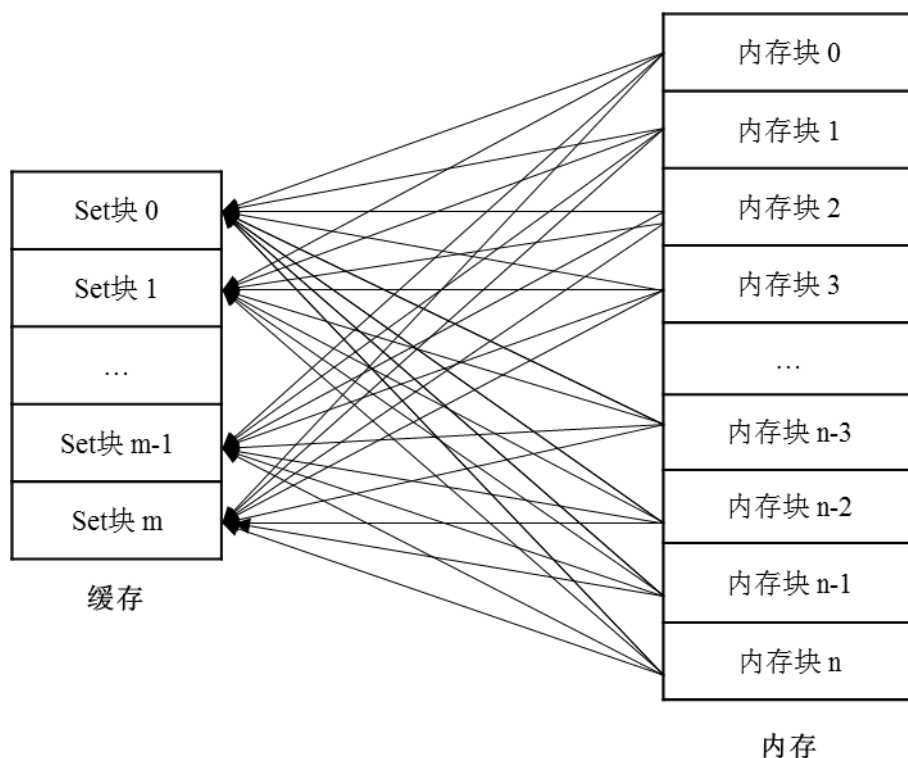 Set块 0
Set块 1
…
Set块 m-1
Set块 m
缓存
内存块 0
内存块 1
内存块 2
内存块 3
…
内存块 n-3
内存块 n-2
内存块 n-1
内存块 n
内存